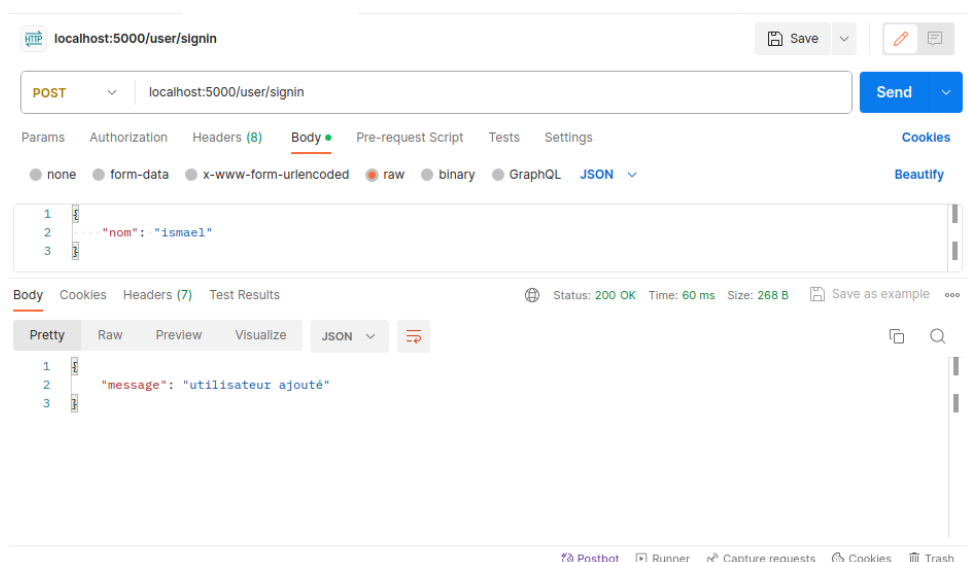 HTTP localhost:5000/user/signin Save
POST localhost:5000/user/signin Send
Params Authorization Headers (8) Body Pre-request Script Tests Settings Cookies
none form-data x-www-form-urlencoded raw binary GraphQL JSON Beautify
1 {
2 ····"nom":·"ismael"
3 }
Body Cookies Headers (7) Test Results Status: 200 OK Time: 60 ms Size: 268 B Save as example
Pretty Raw Preview Visualize JSON
1 {
2 "message": "utilisateur ajouté"
3 }
Postbot Runner Capture requests Cookies Trash